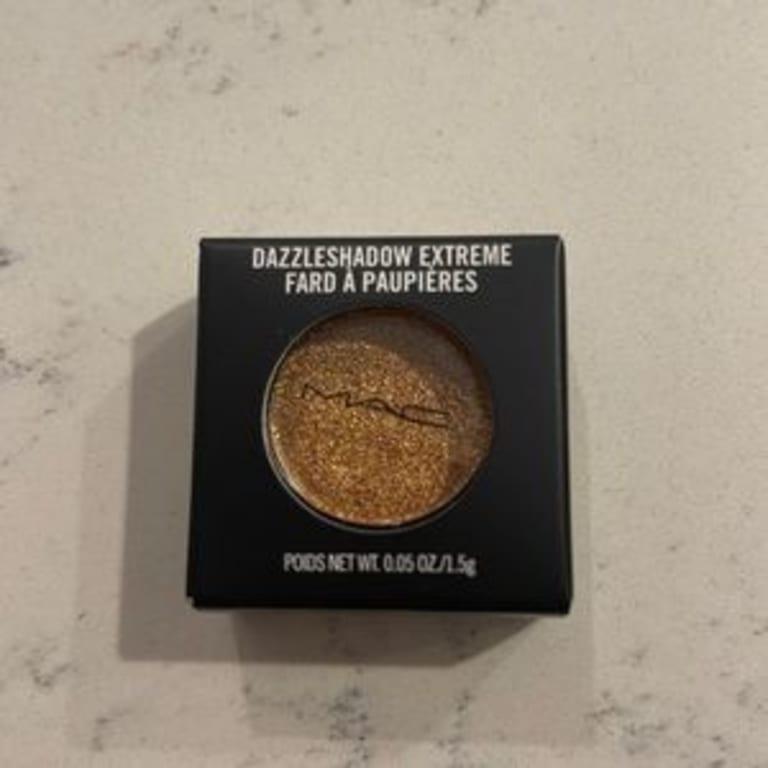 DAZZLESHADOW EXTREME
FARD À PAUPIÈRES
MAC
POIDS NET WT. 0.05 OZ./1.5g